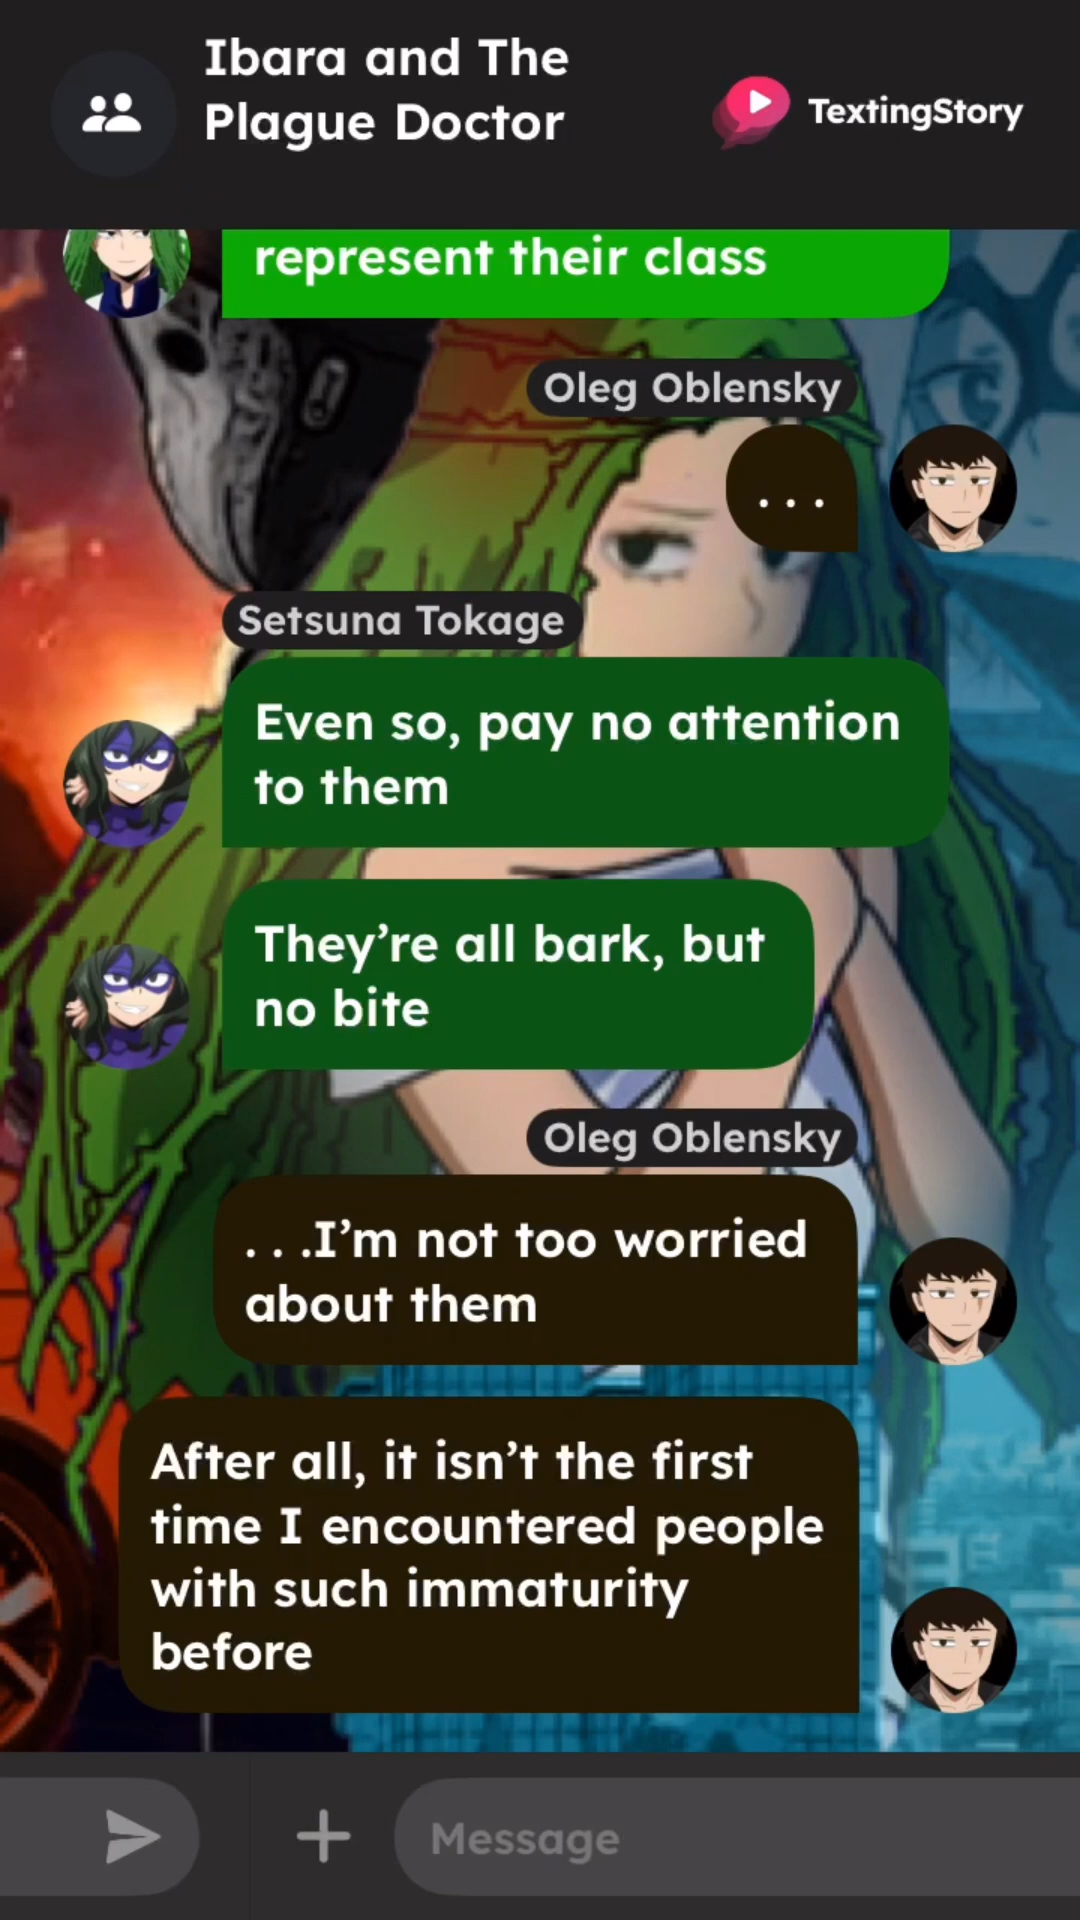 Ibara and The
Plague Doctor
TextingStory
represent their class
Oleg Oblensky
...
Setsuna Tokage
Even so, pay no attention
to them
They’re all bark, but
no bite
Oleg Oblensky
. . .I’m not too worried
about them
After all, it isn’t the first
time I encountered people
with such immaturity
before
Message